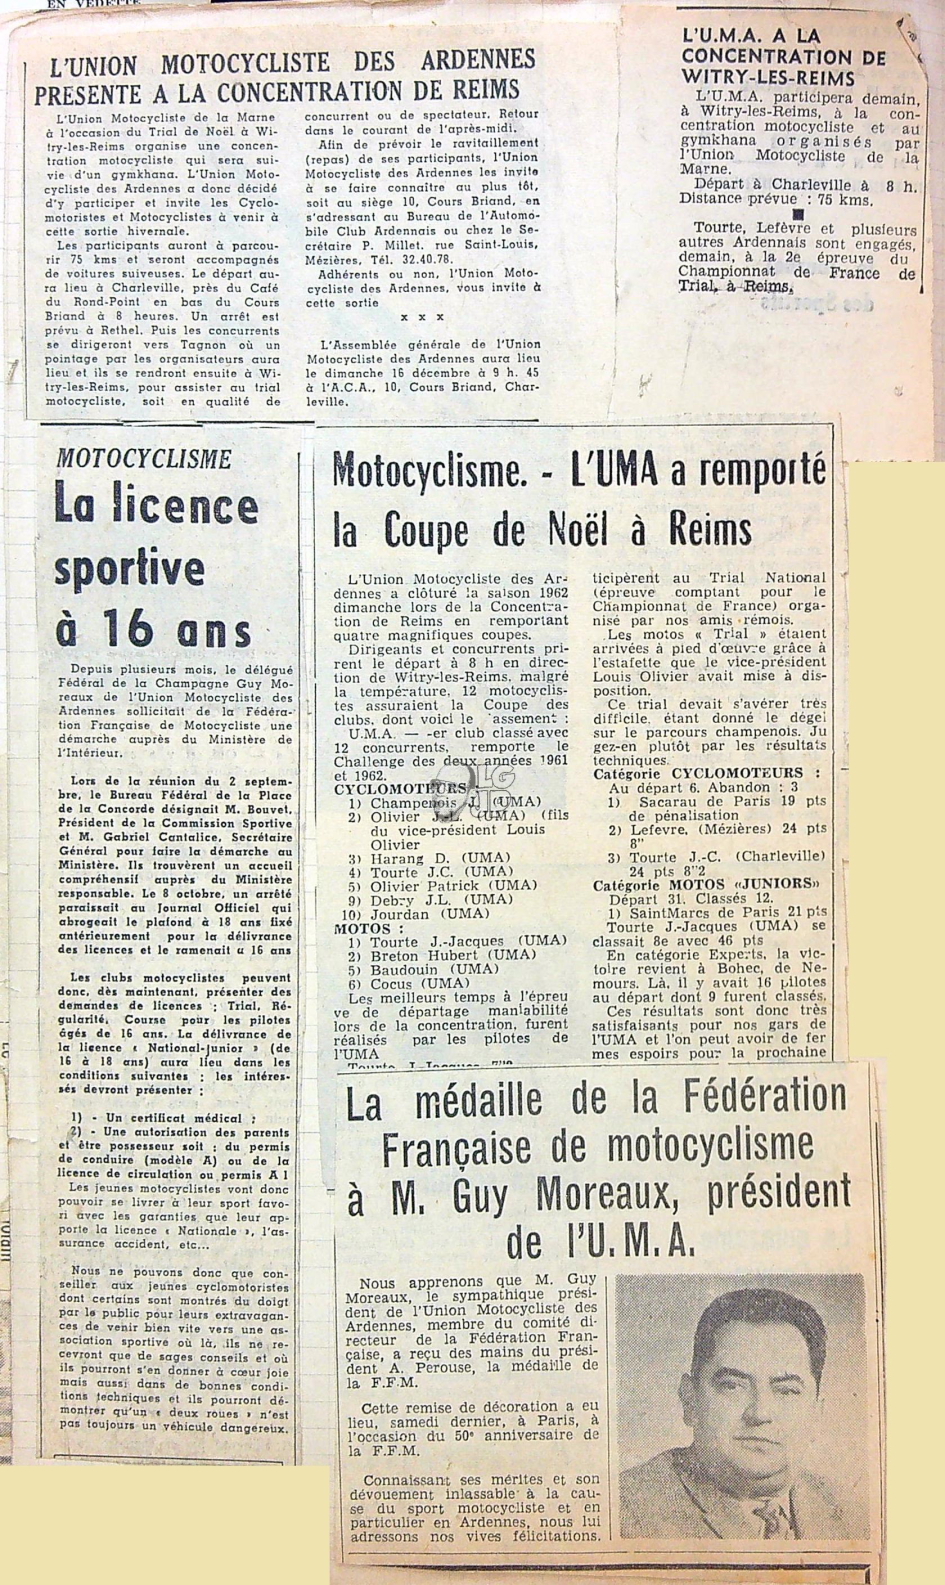 EN VEDETTE
L'UNION MOTOCYCLISTE DES ARDENNES
PRESENTE A LA CONCENTRATION DE REIMS
L'Union Motocycliste de la Marne
à l'occasion du Trial de Noël à Wi-
try-les-Reims organise une concen-
tration motocycliste qui sera sui-
vie d'un gymkhana. L'Union Moto-
cycliste des Ardennes a donc décidé
d'y participer et invite les Cyclo-
motoristes et Motocyclistes à venir à
cette sortie hivernale.
Les participants auront à parcou-
rir 75 kms et seront accompagnés
de voitures suiveuses. Le départ au-
ra lieu à Charleville, près du Café
du Rond-Point en bas du Cours
Briand à 8 heures. Un arrêt est
prévu à Rethel. Puis les concurrents
se dirigeront vers Tagnon où un
pointage par les organisateurs aura
lieu et ils se rendront ensuite à Wi-
try-les-Reims, pour assister au trial
motocycliste, soit en qualité de
concurrent ou de spectateur. Retour
dans le courant de l'après-midi.
Afin de prévoir le ravitaillement
(repas) de ses participants, l'Union
Motocycliste des Ardennes les invite
à se faire connaître au plus tôt,
soit au siège 10, Cours Briand, en
s'adressant au Bureau de l'Automo-
bile Club Ardennais ou chez le Se-
crétaire P. Millet, rue Saint-Louis,
Mézières, Tél. 32.40.78.
Adhérents ou non, l'Union Moto-
cycliste des Ardennes, vous invite à
cette sortie
x x x
L'Assemblée générale de l'Union
Motocycliste des Ardennes aura lieu
le dimanche 16 décembre à 9 h. 45
à l'A.C.A., 10, Cours Briand, Char-
leville.
L'U.M.A. A LA
CONCENTRATION DE
WITRY-LES-REIMS
L'U.M.A. participera demain,
à Witry-les-Reims, à la con-
centration motocycliste et au
gymkhana organisés par
l'Union Motocycliste de la
Marne.
Départ à Charleville à 8 h.
Distance prévue : 75 kms.
Tourte, Lefèvre et plusieurs
autres Ardennais sont engagés,
demain, à la 2e épreuve du
Championnat de France de
Trial, à Reims.
MOTOCYCLISME
La licence
sportive
à 16 ans
Depuis plusieurs mois, le délégué
Fédéral de la Champagne Guy Mo-
reaux de l'Union Motocycliste des
Ardennes sollicitait de la Fédéra-
tion Française de Motocycliste une
démarche auprès du Ministère de
l'Intérieur.
Lors de la réunion du 2 septem-
bre, le Bureau Fédéral de la Place
de la Concorde désignait M. Bouvet,
Président de la Commission Sportive
et M. Gabriel Cantalice, Secrétaire
Général pour faire la démarche au
Ministère. Ils trouvèrent un accueil
compréhensif auprès du Ministère
responsable. Le 8 octobre, un arrêté
paraissait au Journal Officiel qui
abrogeait le plafond à 18 ans fixé
antérieurement pour la délivrance
des licences et le ramenait a 16 ans
Les clubs motocyclistes peuvent
donc, dès maintenant, présenter des
demandes de licences : Trial, Ré-
gularité, Course pour les pilotes
âgés de 16 ans. La délivrance de
la licence « National-junior » (de
16 à 18 ans) aura lieu dans les
conditions suivantes : les intéres-
sés devront présenter :
1) - Un certificat médical ;
2) - Une autorisation des parents
et être possesseur soit : du permis
de conduire (modèle A) ou de la
licence de circulation ou permis A 1
Les jeunes motocyclistes vont donc
pouvoir se livrer à leur sport favo-
ri avec les garanties que leur ap-
porte la licence « Nationale », l'as-
surance accident, etc...
Nous ne pouvons donc que con-
seiller aux jeunes cyclomotoristes
dont certains sont montrés du doigt
par le public pour leurs extravagan-
ces de venir bien vite vers une as-
sociation sportive où là, ils ne re-
cevront que de sages conseils et où
ils pourront s'en donner à cœur joie
mais aussi dans de bonnes condi-
tions techniques et ils pourront dé-
montrer qu'un « deux roues » n'est
pas toujours un véhicule dangereux.
Motocyclisme. - L'UMA a remporté
la Coupe de Noël à Reims
L'Union Motocycliste des Ar-
dennes a clôturé la saison 1962
dimanche lors de la Concentra-
tion de Reims en remportant
quatre magnifiques coupes.
Dirigeants et concurrents pri-
rent le départ à 8 h en direc-
tion de Witry-les-Reims, malgré
la température, 12 motocyclis-
tes assuraient la Coupe des
clubs, dont voici le 'assement :
U.M.A. — -er club classé avec
12 concurrents, remporte le
Challenge des deux années 1961
et 1962.
CYCLOMOTEURS :
1) Champenois J. (UMA)
2) Olivier J.-L. (UMA) (fils
du vice-président Louis
Olivier
3) Harang D. (UMA)
4) Tourte J.C. (UMA)
5) Olivier Patrick (UMA)
9) Debry J.L. (UMA)
10) Jourdan (UMA)
MOTOS :
1) Tourte J.-Jacques (UMA)
2) Breton Hubert (UMA)
5) Baudouin (UMA)
6) Cocus (UMA)
Les meilleurs temps à l'épreu
ve de départage maniabilité
lors de la concentration, furent
réalisés par les pilotes de
l'UMA
Tourte J.-Jacques
ticipèrent au Trial National
(épreuve comptant pour le
Championnat de France) orga-
nisé par nos amis rémois.
Les motos « Trial » étaient
arrivées à pied d'œuvre grâce à
l'estafette que le vice-président
Louis Olivier avait mise à dis-
position.
Ce trial devait s'avérer très
difficile, étant donné le dégel
sur le parcours champenois. Ju
gez-en plutôt par les résultats
techniques.
Catégorie CYCLOMOTEURS :
Au départ 6. Abandon : 3
1) Sacarau de Paris 19 pts
de pénalisation
2) Lefevre, (Mézières) 24 pts
8"
3) Tourte J.-C. (Charleville)
24 pts 8"2
Catégorie MOTOS «JUNIORS»
Départ 31. Classés 12.
1) SaintMarcs de Paris 21 pts
Tourte J.-Jacques (UMA) se
classait 8e avec 46 pts
En catégorie Experts, la vic-
toire revient à Bohec, de Ne-
mours. Là, il y avait 16 pilotes
au départ dont 9 furent classés.
Ces résultats sont donc très
satisfaisants pour nos gars de
l'UMA et l'on peut avoir de fer
mes espoirs pour la prochaine
La médaille de la Fédération
Française de motocyclisme
à M. Guy Moreaux, président
de l'U.M.A.
Nous apprenons que M. Guy
Moreaux, le sympathique prési-
dent de l'Union Motocycliste des
Ardennes, membre du comité di-
recteur de la Fédération Fran-
çaise, a reçu des mains du prési-
dent A. Perouse, la médaille de
la F.F.M.
Cette remise de décoration a eu
lieu, samedi dernier, à Paris, à
l'occasion du 50e anniversaire de
la F.F.M.
Connaissant ses mérites et son
dévouement inlassable à la cau-
se du sport motocycliste et en
particulier en Ardennes, nous lui
adressons nos vives félicitations.